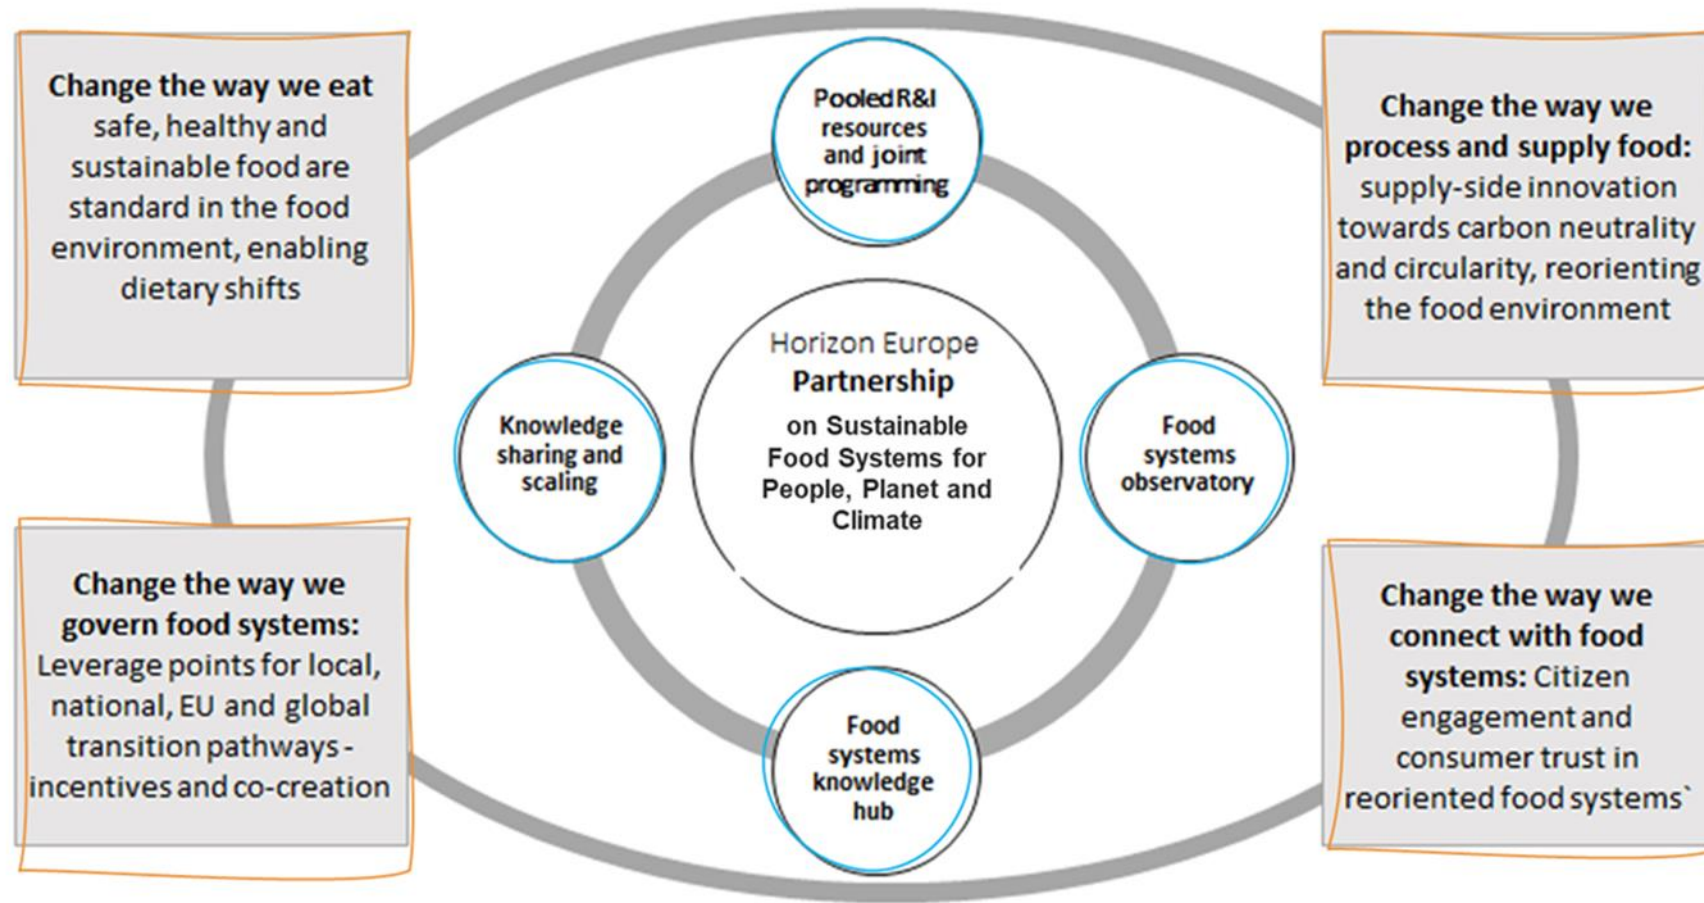 Change the way we eat
safe, healthy and
sustainable food are
standard in the food
environment, enabling
dietary shifts
Pooled R&I
resources
and joint
programming
Change the way we
process and supply food:
supply-side innovation
towards carbon neutrality
and circularity, reorienting
the food environment
Knowledge
sharing and
scaling
Horizon Europe
Partnership
on Sustainable
Food Systems for
People, Planet and
Climate
Food
systems
observatory
Change the way we
govern food systems:
Leverage points for local,
national, EU and global
transition pathways -
incentives and co-creation
Food
systems
knowledge
hub
Change the way we
connect with food
systems: Citizen
engagement and
consumer trust in
reoriented food systems`